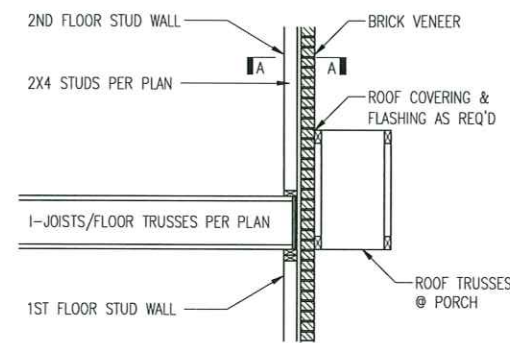 2ND FLOOR STUD WALL
BRICK VENEER
A
A
2X4 STUDS PER PLAN
ROOF COVERING &
FLASHING AS REQ'D
I-JOISTS/FLOOR TRUSSES PER PLAN
1ST FLOOR STUD WALL
ROOF TRUSSES
@ PORCH